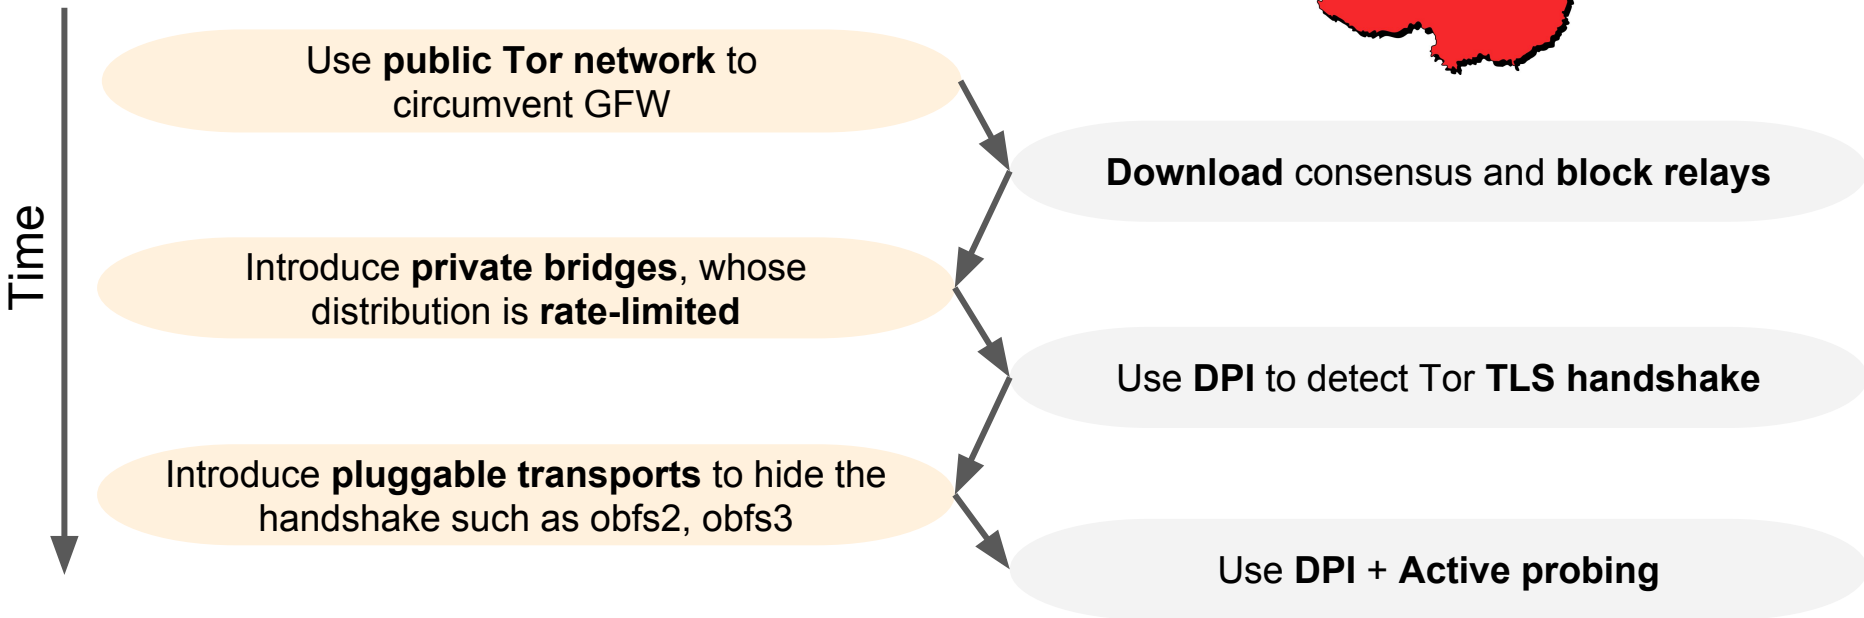 Time
Use public Tor network to
circumvent GFW
Download consensus and block relays
Introduce private bridges, whose
distribution is rate-limited
Use DPI to detect Tor TLS handshake
Introduce pluggable transports to hide the
handshake such as obfs2, obfs3
Use DPI + Active probing